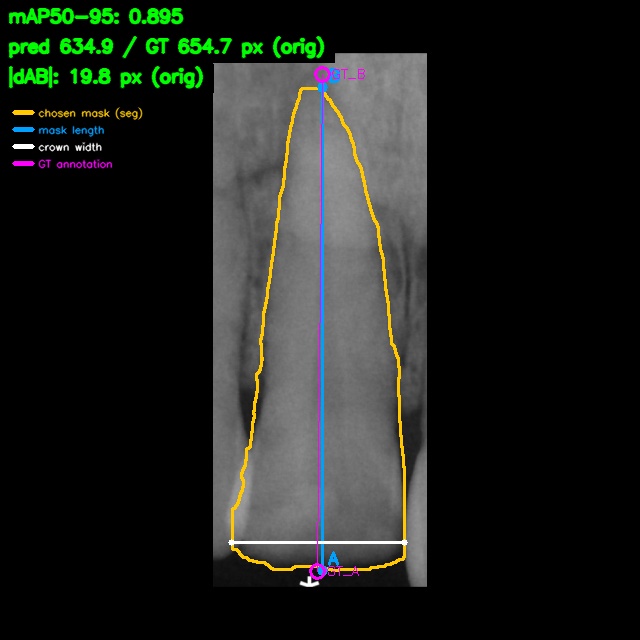 mAP50-95: 0.895
pred 634.9 / GT 654.7 px (orig)
|dAB|: 19.8 px (orig)
chosen mask (seg)
mask length
crown width
GT annotation
GT_B
A
GT_A